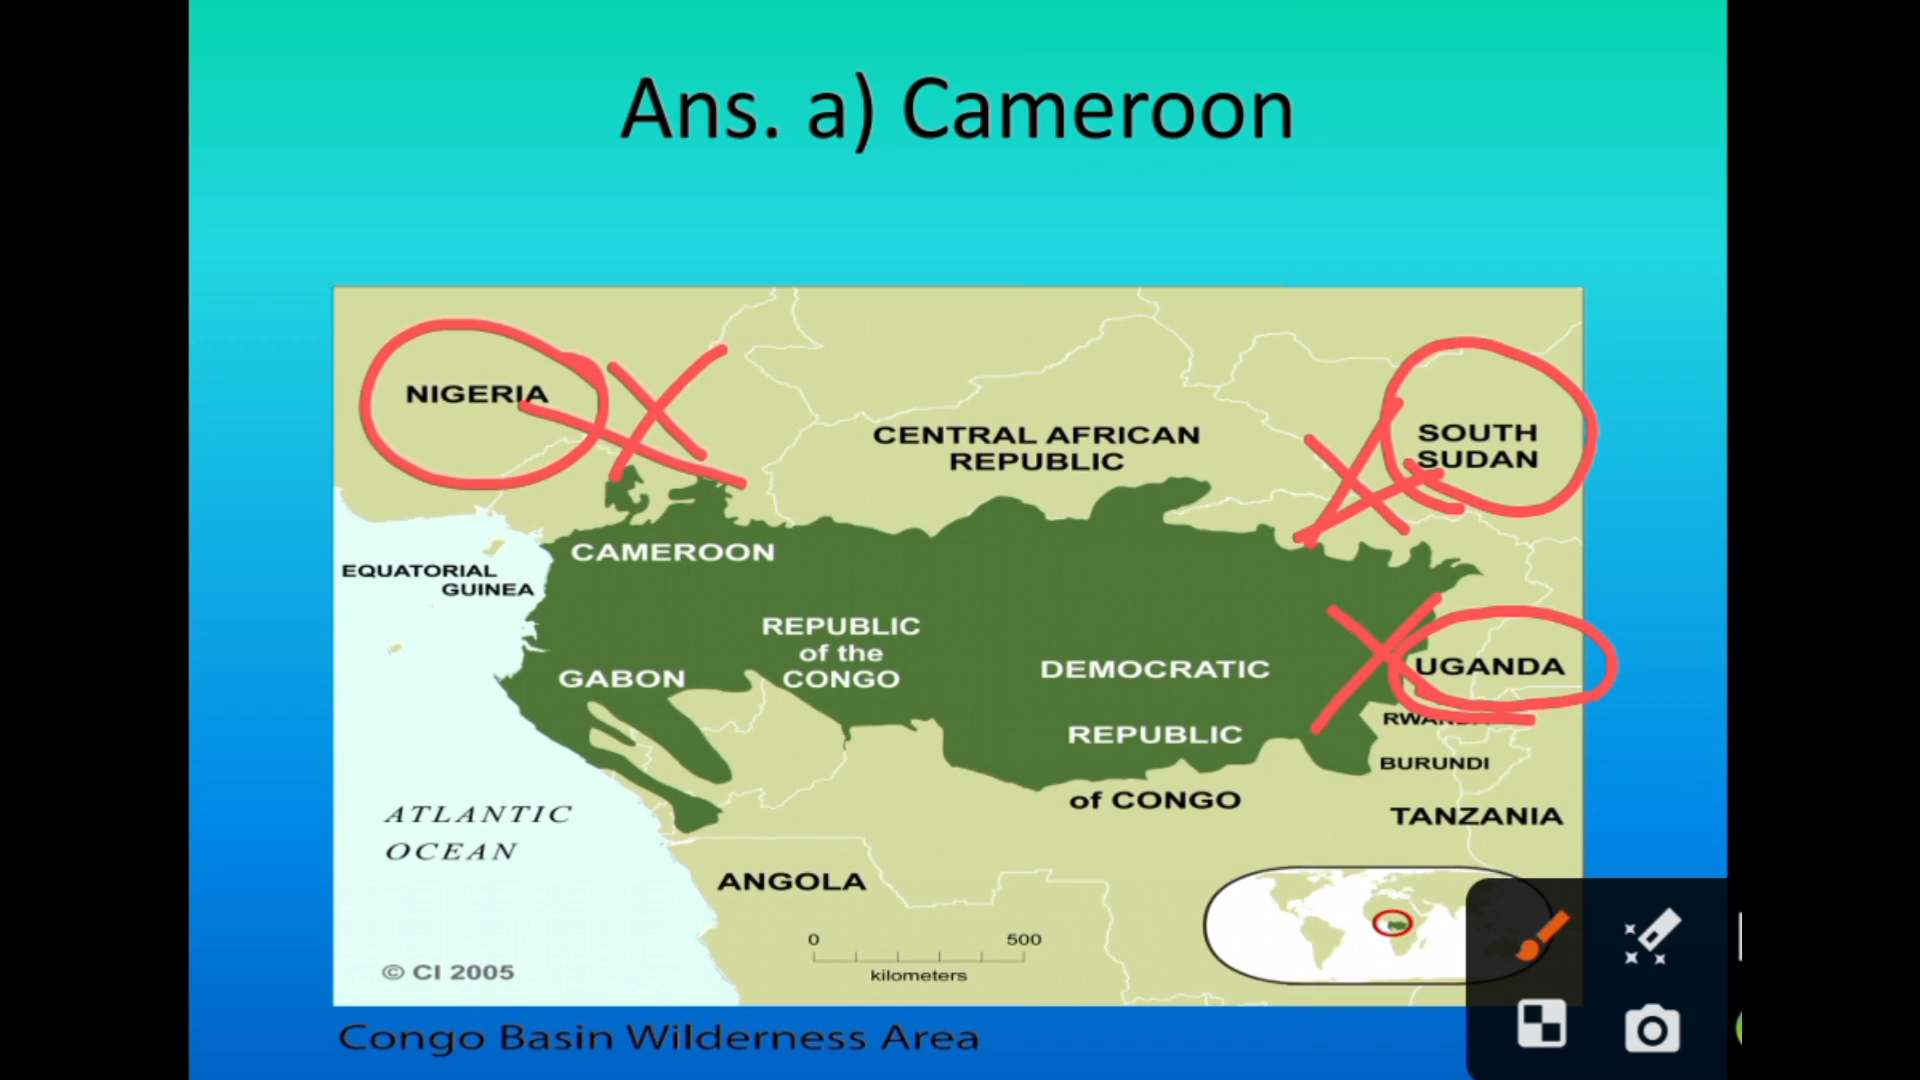 Ans. a) Cameroon
NIGERIA
CENTRAL AFRICAN
REPUBLIC
SOUTH
SUDAN
CAMEROON
EQUATORIAL
GUINEA
REPUBLIC
of the
CONGO
GABON
DEMOCRATIC
REPUBLIC
of CONGO
UGANDA
RWANDA
BURUNDI
TANZANIA
ATLANTIC
OCEAN
ANGOLA
0 500
kilometers
© CI 2005
Congo Basin Wilderness Area